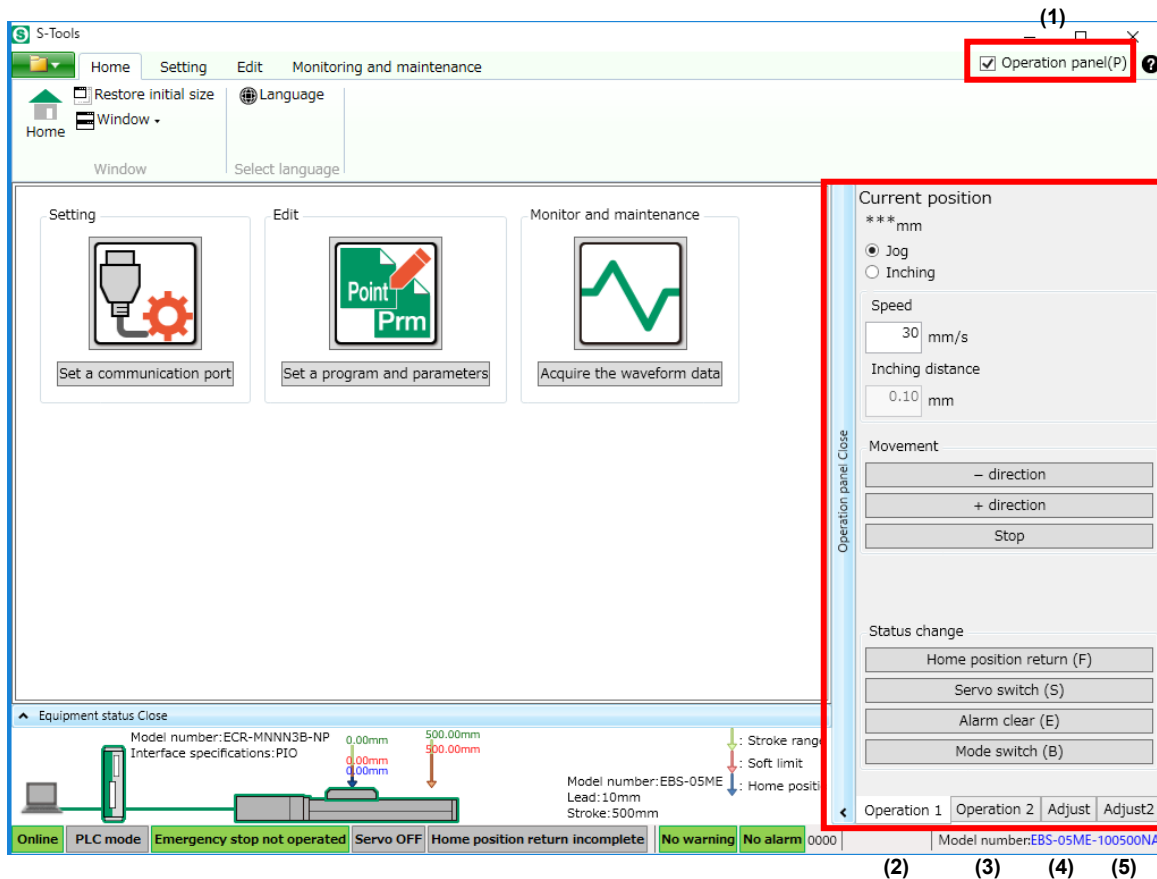 (1)
S-Tools
Home Setting Edit Monitoring and maintenance Operation panel(P) ?
Restore initial size Language
Window
Home
Window Select language
Setting Edit Monitor and maintenance
Point
Prm
Set a communication port Set a program and parameters Acquire the waveform data
Operation panel Close
Current position
***mm
Jog
Inching
Speed
30 mm/s
Inching distance
0.10 mm
Movement
− direction
+ direction
Stop
Status change
Home position return (F)
Servo switch (S)
Alarm clear (E)
Mode switch (B)
Operation 1 Operation 2 Adjust Adjust2
Equipment status Close
Model number:ECR-MNNN3B-NP
Interface specifications:PIO
0.00mm 500.00mm
0.00mm 500.00mm
0.00mm
: Stroke range
: Soft limit
: Home positi
Model number:EBS-05ME
Lead:10mm
Stroke:500mm
Online PLC mode Emergency stop not operated Servo OFF Home position return incomplete No warning No alarm 0000 Model number:EBS-05ME-100500NA
(2) (3) (4) (5)